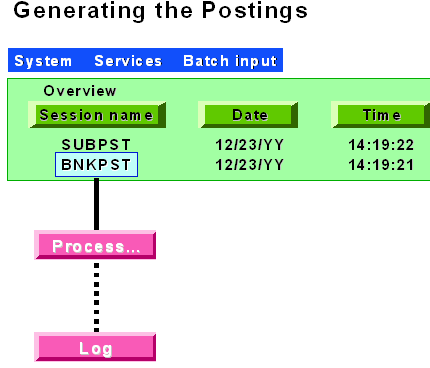 Generating the Postings
System Services Batch input
Overview
Session name Date Time
SUBPST 12/23/YY 14:19:22
BNKPST 12/23/YY 14:19:21
Process...
Log